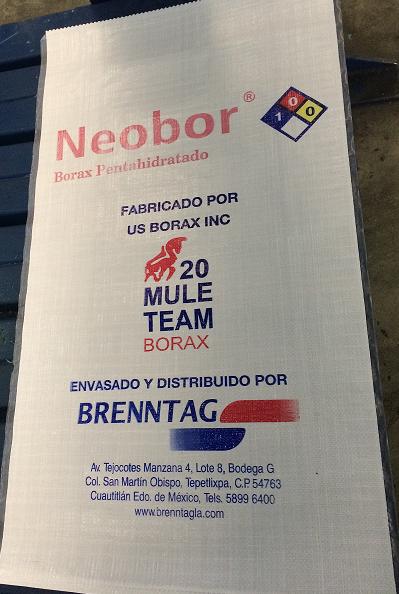 Neobor®
Borax Pentahidratado
0
1 0
FABRICADO POR
US BORAX INC
20
MULE
TEAM
BORAX
ENVASADO Y DISTRIBUIDO POR
BRENNTAG
Av. Tejocotes Manzana 4, Lote 8, Bodega G
Col. San Martín Obispo, Tepetlixpa, C.P. 54763
Cuautitlán Edo. de México, Tels. 5899 6400
www.brenntagla.com